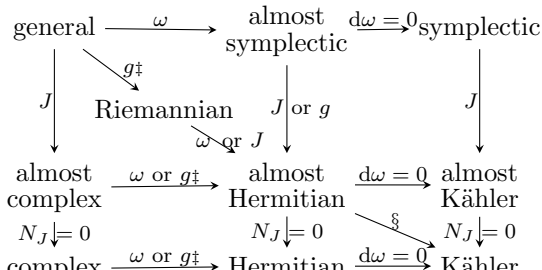 general ω almost symplectic dω = 0 symplectic
g‡
J Riemannian J or g J
ω or J
almost complex ω or g‡ almost Hermitian dω = 0 almost Kähler
N_J = 0 N_J = 0 § N_J = 0
complex ω or g‡ Hermitian dω = 0 Kähler